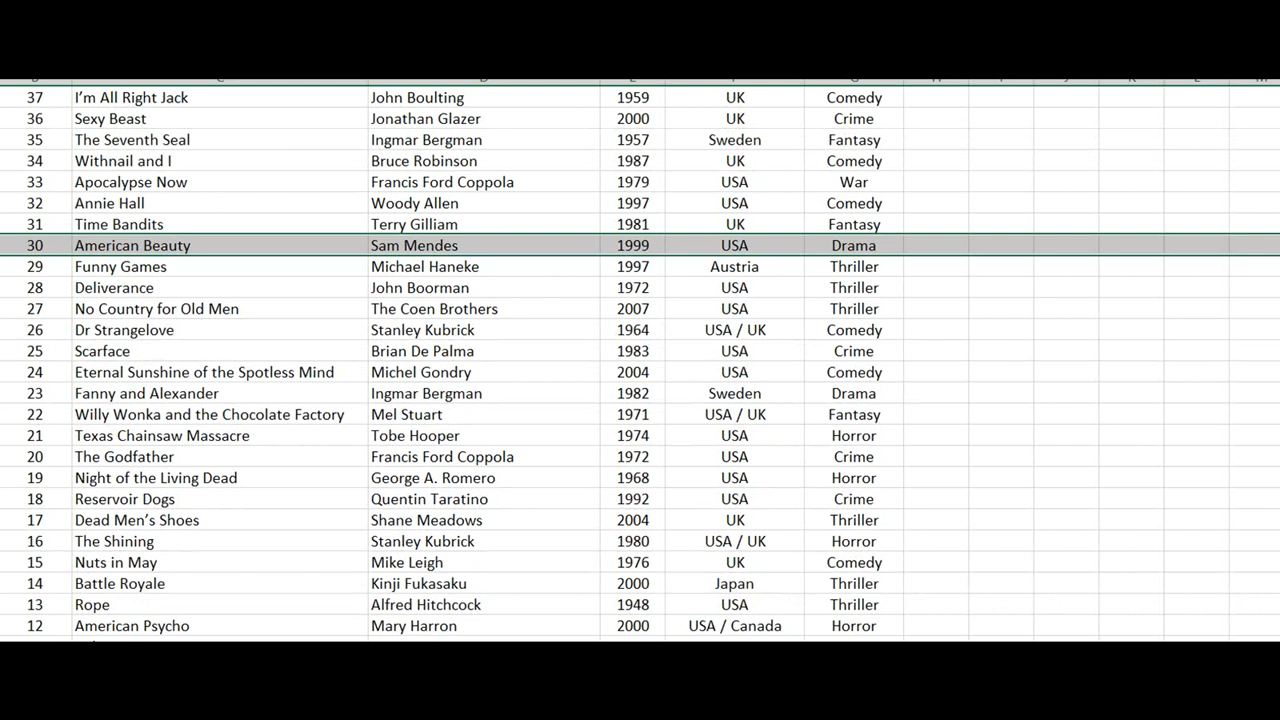 37 I’m All Right Jack John Boulting 1959 UK Comedy
36 Sexy Beast Jonathan Glazer 2000 UK Crime
35 The Seventh Seal Ingmar Bergman 1957 Sweden Fantasy
34 Withnail and I Bruce Robinson 1987 UK Comedy
33 Apocalypse Now Francis Ford Coppola 1979 USA War
32 Annie Hall Woody Allen 1997 USA Comedy
31 Time Bandits Terry Gilliam 1981 UK Fantasy
30 American Beauty Sam Mendes 1999 USA Drama
29 Funny Games Michael Haneke 1997 Austria Thriller
28 Deliverance John Boorman 1972 USA Thriller
27 No Country for Old Men The Coen Brothers 2007 USA Thriller
26 Dr Strangelove Stanley Kubrick 1964 USA / UK Comedy
25 Scarface Brian De Palma 1983 USA Crime
24 Eternal Sunshine of the Spotless Mind Michel Gondry 2004 USA Comedy
23 Fanny and Alexander Ingmar Bergman 1982 Sweden Drama
22 Willy Wonka and the Chocolate Factory Mel Stuart 1971 USA / UK Fantasy
21 Texas Chainsaw Massacre Tobe Hooper 1974 USA Horror
20 The Godfather Francis Ford Coppola 1972 USA Crime
19 Night of the Living Dead George A. Romero 1968 USA Horror
18 Reservoir Dogs Quentin Taratino 1992 USA Crime
17 Dead Men’s Shoes Shane Meadows 2004 UK Thriller
16 The Shining Stanley Kubrick 1980 USA / UK Horror
15 Nuts in May Mike Leigh 1976 UK Comedy
14 Battle Royale Kinji Fukasaku 2000 Japan Thriller
13 Rope Alfred Hitchcock 1948 USA Thriller
12 American Psycho Mary Harron 2000 USA / Canada Horror